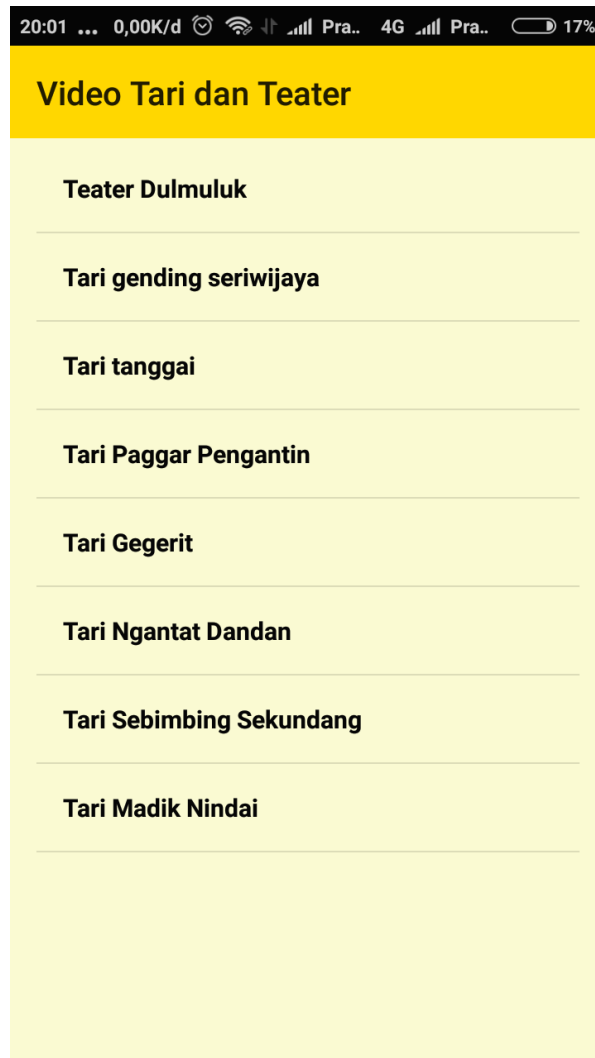 20:01 ... 0,00K/d Pra.. 4G Pra.. 17%
Video Tari dan Teater
Teater Dulmuluk
Tari gending seriwijaya
Tari tanggai
Tari Paggar Pengantin
Tari Gegerit
Tari Ngantat Dandan
Tari Sebimbing Sekundang
Tari Madik Nindai